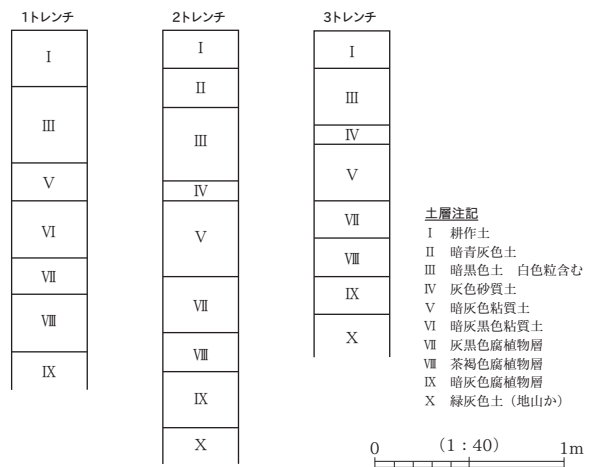 1トレンチ
Ⅰ
Ⅲ
Ⅴ
Ⅵ
Ⅶ
Ⅷ
Ⅸ
2トレンチ
Ⅰ
Ⅱ
Ⅲ
Ⅳ
Ⅴ
Ⅶ
Ⅷ
Ⅸ
Ⅹ
3トレンチ
Ⅰ
Ⅲ
Ⅳ
Ⅴ
Ⅶ
Ⅷ
Ⅸ
Ⅹ
土層注記
Ⅰ 耕作土
Ⅱ 暗青灰色土
Ⅲ 暗黒色土 白色粒含む
Ⅳ 灰色砂質土
Ⅴ 暗灰色粘質土
Ⅵ 暗灰黒色粘質土
Ⅶ 灰黒色腐植物層
Ⅷ 茶褐色腐植物層
Ⅸ 暗灰色腐植物層
Ⅹ 緑灰色土（地山か）
0 （1：40） 1m